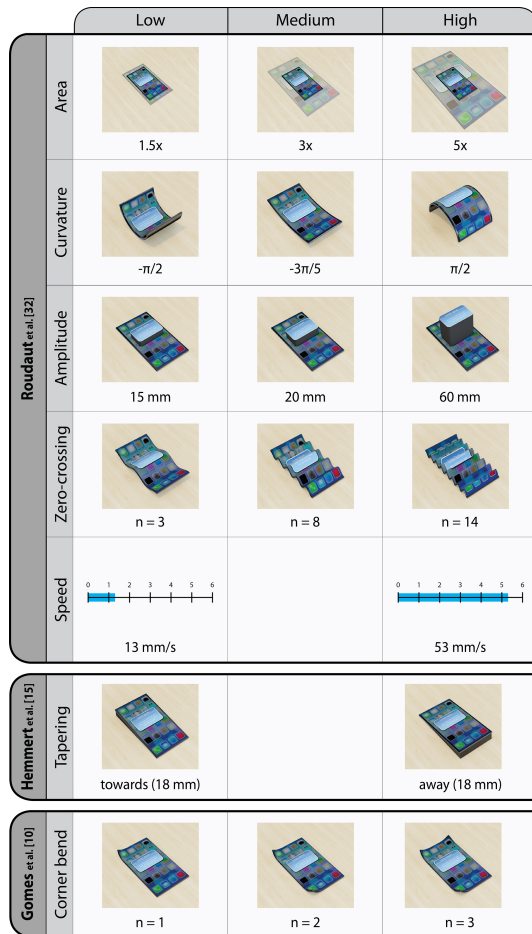 Low Medium High
Roudaut et al. [32]
Area
1.5x 3x 5x
Curvature
-π/2 -3π/5 π/2
Amplitude
15 mm 20 mm 60 mm
Zero-crossing
n = 3 n = 8 n = 14
Speed
0 1 2 3 4 5 6 0 1 2 3 4 5 6
13 mm/s 53 mm/s
Hemmert et al. [15]
Tapering
towards (18 mm) away (18 mm)
Gomes et al. [10]
Corner bend
n = 1 n = 2 n = 3